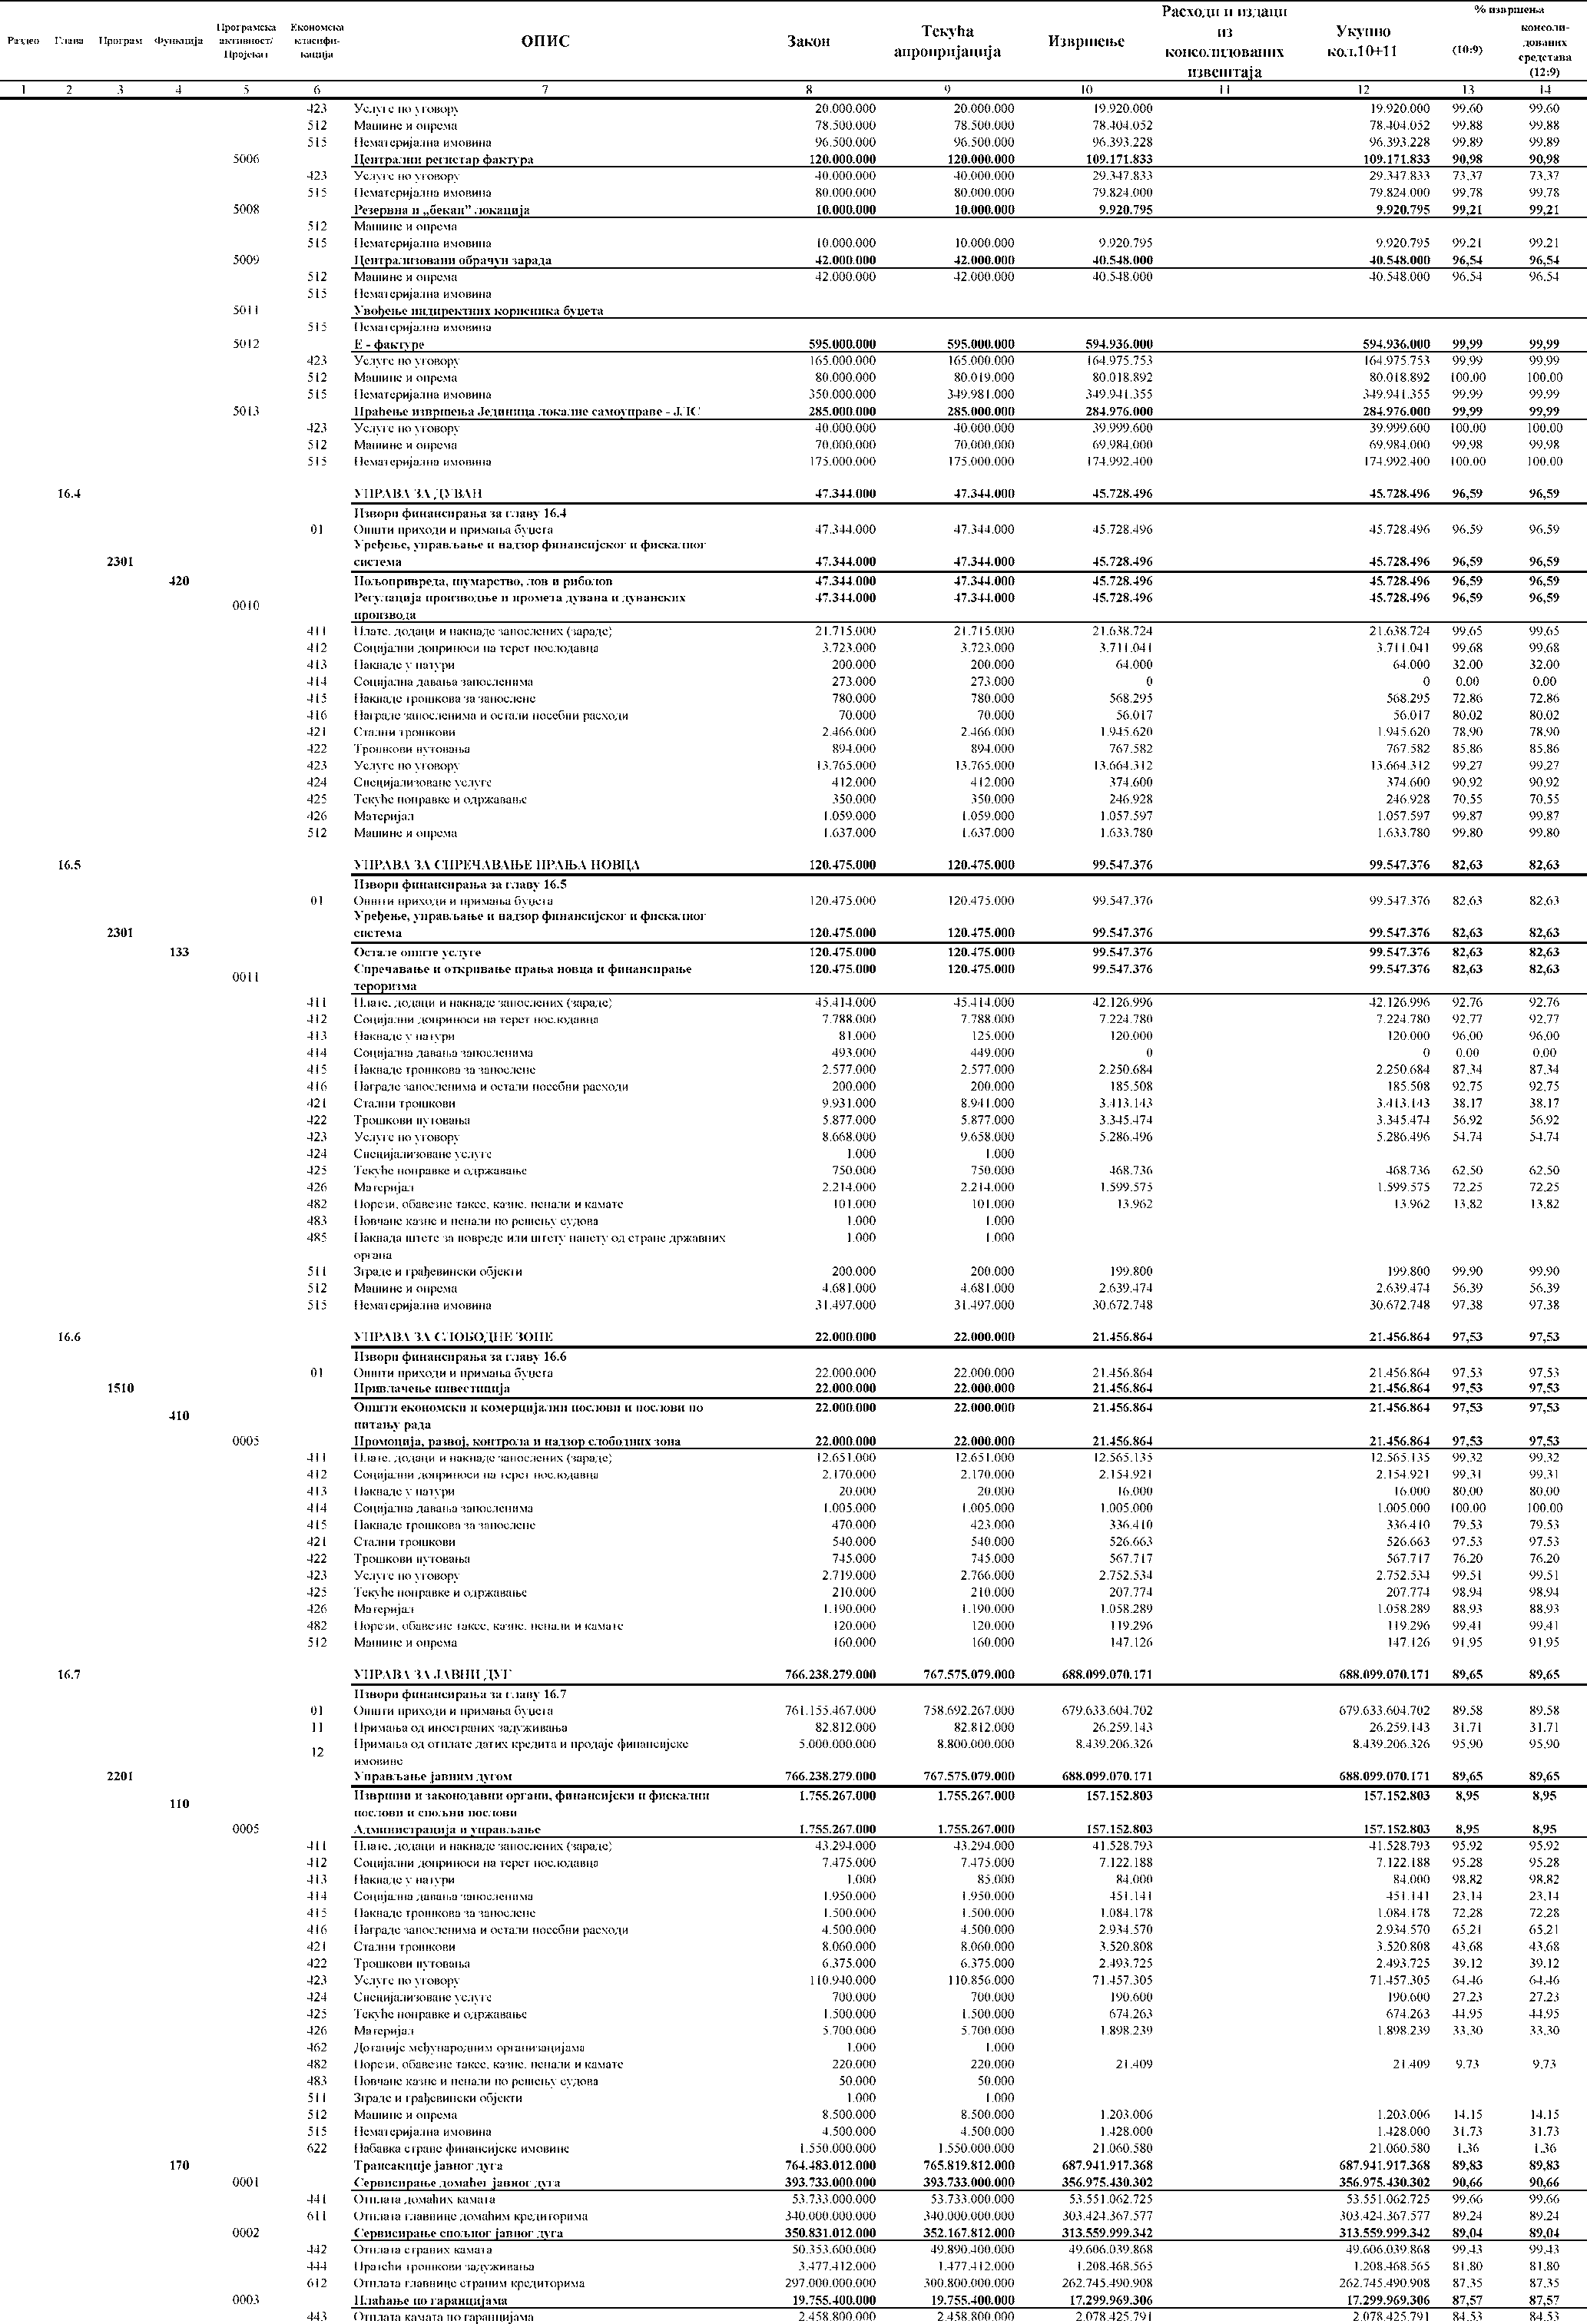 Раздео Глава Програм Функција Програмска активност/ Пројекат Економска класифи-кација ОПИС Закон Текућа апропријација Извршење Расходи и издаци из консолидованих извештаја Укупно кол.10+11 % извршења (10:9) консоли-дованих средстава (12:9)
1 2 3 4 5 6 7 8 9 10 11 12 13 14
423 Услуге по уговору 20.000.000 20.000.000 19.920.000 19.920.000 99,60 99,60
512 Машине и опрема 78.500.000 78.500.000 78.404.052 78.404.052 99,88 99,88
515 Нематеријална имовина 96.500.000 96.500.000 96.393.228 96.393.228 99,89 99,89
5006 Централни регистар фактура 120.000.000 120.000.000 109.171.833 109.171.833 90,98 90,98
423 Услуге по уговору 40.000.000 40.000.000 29.347.833 29.347.833 73,37 73,37
515 Нематеријална имовина 80.000.000 80.000.000 79.824.000 79.824.000 99,78 99,78
5008 Резервна и „бекап” локација 10.000.000 10.000.000 9.920.795 9.920.795 99,21 99,21
512 Машине и опрема
515 Нематеријална имовина 10.000.000 10.000.000 9.920.795 9.920.795 99,21 99,21
5009 Централизовани обрачун зарада 42.000.000 42.000.000 40.548.000 40.548.000 96,54 96,54
512 Машине и опрема 42.000.000 42.000.000 40.548.000 40.548.000 96,54 96,54
515 Нематеријална имовина
5011 Увођење индиректних корисника буџета
515 Нематеријална имовина
5012 Е - фактуре 595.000.000 595.000.000 594.936.000 594.936.000 99,99 99,99
423 Услуге по уговору 165.000.000 165.000.000 164.975.753 164.975.753 99,99 99,99
512 Машине и опрема 80.000.000 80.019.000 80.018.892 80.018.892 100,00 100,00
515 Нематеријална имовина 350.000.000 349.981.000 349.941.355 349.941.355 99,99 99,99
5013 Праћење извршења Јединица локалне самоуправе - ЈЛС 285.000.000 285.000.000 284.976.000 284.976.000 99,99 99,99
423 Услуге по уговору 40.000.000 40.000.000 39.999.600 39.999.600 100,00 100,00
512 Машине и опрема 70.000.000 70.000.000 69.984.000 69.984.000 99,98 99,98
515 Нематеријална имовина 175.000.000 175.000.000 174.992.400 174.992.400 100,00 100,00
16.4 УПРАВА ЗА ДУВАН 47.344.000 47.344.000 45.728.496 45.728.496 96,59 96,59
Извори финансирања за главу 16.4
01 Општи приходи и примања буџета 47.344.000 47.344.000 45.728.496 45.728.496 96,59 96,59
Уређење, управљање и надзор финансијског и фискалног
2301 система 47.344.000 47.344.000 45.728.496 45.728.496 96,59 96,59
420 Пољопривреда, шумарство, лов и риболов 47.344.000 47.344.000 45.728.496 45.728.496 96,59 96,59
0010 Регулација производње и промета дувана и дуванских 47.344.000 47.344.000 45.728.496 45.728.496 96,59 96,59
производа
411 Плате, додаци и накнаде запослених (зараде) 21.715.000 21.715.000 21.638.724 21.638.724 99,65 99,65
412 Социјални доприноси на терет послодавца 3.723.000 3.723.000 3.711.041 3.711.041 99,68 99,68
413 Накнаде у натури 200.000 200.000 64.000 64.000 32,00 32,00
414 Социјална давања запосленима 273.000 273.000 0 0 0,00 0,00
415 Накнаде трошкова за запослене 780.000 780.000 568.295 568.295 72,86 72,86
416 Награде запосленима и остали посебни расходи 70.000 70.000 56.017 56.017 80,02 80,02
421 Стални трошкови 2.466.000 2.466.000 1.945.620 1.945.620 78,90 78,90
422 Трошкови путовања 894.000 894.000 767.582 767.582 85,86 85,86
423 Услуге по уговору 13.765.000 13.765.000 13.664.312 13.664.312 99,27 99,27
424 Специјализоване услуге 412.000 412.000 374.600 374.600 90,92 90,92
425 Текуће поправке и одржавање 350.000 350.000 246.928 246.928 70,55 70,55
426 Материјал 1.059.000 1.059.000 1.057.597 1.057.597 99,87 99,87
512 Машине и опрема 1.637.000 1.637.000 1.633.780 1.633.780 99,80 99,80
16.5 УПРАВА ЗА СПРЕЧАВАЊЕ ПРАЊА НОВЦА 120.475.000 120.475.000 99.547.376 99.547.376 82,63 82,63
Извори финансирања за главу 16.5
01 Општи приходи и примања буџета 120.475.000 120.475.000 99.547.376 99.547.376 82,63 82,63
Уређење, управљање и надзор финансијског и фискалног
2301 система 120.475.000 120.475.000 99.547.376 99.547.376 82,63 82,63
133 Остале опште услуге 120.475.000 120.475.000 99.547.376 99.547.376 82,63 82,63
0011 Спречавање и откривање прања новца и финансирање 120.475.000 120.475.000 99.547.376 99.547.376 82,63 82,63
тероризма
411 Плате, додаци и накнаде запослених (зараде) 45.414.000 45.414.000 42.126.996 42.126.996 92,76 92,76
412 Социјални доприноси на терет послодавца 7.788.000 7.788.000 7.224.780 7.224.780 92,77 92,77
413 Накнаде у натури 81.000 125.000 120.000 120.000 96,00 96,00
414 Социјална давања запосленима 493.000 449.000 0 0 0,00 0,00
415 Накнаде трошкова за запослене 2.577.000 2.577.000 2.250.684 2.250.684 87,34 87,34
416 Награде запосленима и остали посебни расходи 200.000 200.000 185.508 185.508 92,75 92,75
421 Стални трошкови 9.931.000 8.941.000 3.413.143 3.413.143 38,17 38,17
422 Трошкови путовања 5.877.000 5.877.000 3.345.474 3.345.474 56,92 56,92
423 Услуге по уговору 8.668.000 9.658.000 5.286.496 5.286.496 54,74 54,74
424 Специјализоване услуге 1.000 1.000
425 Текуће поправке и одржавање 750.000 750.000 468.736 468.736 62,50 62,50
426 Материјал 2.214.000 2.214.000 1.599.575 1.599.575 72,25 72,25
482 Порези, обавезне таксе, казне, пенали и камате 101.000 101.000 13.962 13.962 13,82 13,82
483 Новчане казне и пенали по решењу судова 1.000 1.000
485 Накнада штете за повреде или штету нанету од стране државних 1.000 1.000
органа
511 Зграде и грађевински објекти 200.000 200.000 199.800 199.800 99,90 99,90
512 Машине и опрема 4.681.000 4.681.000 2.639.474 2.639.474 56,39 56,39
515 Нематеријална имовина 31.497.000 31.497.000 30.672.748 30.672.748 97,38 97,38
16.6 УПРАВА ЗА СЛОБОДНЕ ЗОНЕ 22.000.000 22.000.000 21.456.864 21.456.864 97,53 97,53
Извори финансирања за главу 16.6
01 Општи приходи и примања буџета 22.000.000 22.000.000 21.456.864 21.456.864 97,53 97,53
1510 Привлачење инвестиција 22.000.000 22.000.000 21.456.864 21.456.864 97,53 97,53
410 Општи економски и комерцијални послови и послови по 22.000.000 22.000.000 21.456.864 21.456.864 97,53 97,53
питању рада
0005 Промоција, развој, контрола и надзор слободних зона 22.000.000 22.000.000 21.456.864 21.456.864 97,53 97,53
411 Плате, додаци и накнаде запослених (зараде) 12.651.000 12.651.000 12.565.135 12.565.135 99,32 99,32
412 Социјални доприноси на терет послодавца 2.170.000 2.170.000 2.154.921 2.154.921 99,31 99,31
413 Накнаде у натури 20.000 20.000 16.000 16.000 80,00 80,00
414 Социјална давања запосленима 1.005.000 1.005.000 1.005.000 1.005.000 100,00 100,00
415 Накнаде трошкова за запослене 470.000 423.000 336.410 336.410 79,53 79,53
421 Стални трошкови 540.000 540.000 526.663 526.663 97,53 97,53
422 Трошкови путовања 745.000 745.000 567.717 567.717 76,20 76,20
423 Услуге по уговору 2.719.000 2.766.000 2.752.534 2.752.534 99,51 99,51
425 Текуће поправке и одржавање 210.000 210.000 207.774 207.774 98,94 98,94
426 Материјал 1.190.000 1.190.000 1.058.289 1.058.289 88,93 88,93
482 Порези, обавезне таксе, казне, пенали и камате 120.000 120.000 119.296 119.296 99,41 99,41
512 Машине и опрема 160.000 160.000 147.126 147.126 91,95 91,95
16.7 УПРАВА ЗА ЈАВНИ ДУГ 766.238.279.000 767.575.079.000 688.099.070.171 688.099.070.171 89,65 89,65
Извори финансирања за главу 16.7
01 Општи приходи и примања буџета 761.155.467.000 758.692.267.000 679.633.604.702 679.633.604.702 89,58 89,58
11 Примања од иностраних задуживања 82.812.000 82.812.000 26.259.143 26.259.143 31,71 31,71
12 Примања од отплате датих кредита и продаје финансијске 5.000.000.000 8.800.000.000 8.439.206.326 8.439.206.326 95,90 95,90
имовине
2201 Управљање јавним дугом 766.238.279.000 767.575.079.000 688.099.070.171 688.099.070.171 89,65 89,65
110 Извршни и законодавни органи, финансијски и фискални 1.755.267.000 1.755.267.000 157.152.803 157.152.803 8,95 8,95
послови и спољни послови
0005 Администрација и управљање 1.755.267.000 1.755.267.000 157.152.803 157.152.803 8,95 8,95
411 Плате, додаци и накнаде запослених (зараде) 43.294.000 43.294.000 41.528.793 41.528.793 95,92 95,92
412 Социјални доприноси на терет послодавца 7.475.000 7.475.000 7.122.188 7.122.188 95,28 95,28
413 Накнаде у натури 1.000 85.000 84.000 84.000 98,82 98,82
414 Социјална давања запосленима 1.950.000 1.950.000 451.141 451.141 23,14 23,14
415 Накнаде трошкова за запослене 1.500.000 1.500.000 1.084.178 1.084.178 72,28 72,28
416 Награде запосленима и остали посебни расходи 4.500.000 4.500.000 2.934.570 2.934.570 65,21 65,21
421 Стални трошкови 8.060.000 8.060.000 3.520.808 3.520.808 43,68 43,68
422 Трошкови путовања 6.375.000 6.375.000 2.493.725 2.493.725 39,12 39,12
423 Услуге по уговору 110.940.000 110.856.000 71.457.305 71.457.305 64,46 64,46
424 Специјализоване услуге 700.000 700.000 190.600 190.600 27,23 27,23
425 Текуће поправке и одржавање 1.500.000 1.500.000 674.263 674.263 44,95 44,95
426 Материјал 5.700.000 5.700.000 1.898.239 1.898.239 33,30 33,30
462 Дотације међународним организацијама 1.000 1.000
482 Порези, обавезне таксе, казне, пенали и камате 220.000 220.000 21.409 21.409 9,73 9,73
483 Новчане казне и пенали по решењу судова 50.000 50.000
511 Зграде и грађевински објекти 1.000 1.000
512 Машине и опрема 8.500.000 8.500.000 1.203.006 1.203.006 14,15 14,15
515 Нематеријална имовина 4.500.000 4.500.000 1.428.000 1.428.000 31,73 31,73
622 Набавка стране финансијске имовине 1.550.000.000 1.550.000.000 21.060.580 21.060.580 1,36 1,36
170 Трансакције јавног дуга 764.483.012.000 765.819.812.000 687.941.917.368 687.941.917.368 89,83 89,83
0001 Сервисирање домаћег јавног дуга 393.733.000.000 393.733.000.000 356.975.430.302 356.975.430.302 90,66 90,66
441 Отплата домаћих камата 53.733.000.000 53.733.000.000 53.551.062.725 53.551.062.725 99,66 99,66
611 Отплата главнице домаћим кредиторима 340.000.000.000 340.000.000.000 303.424.367.577 303.424.367.577 89,24 89,24
0002 Сервисирање спољног јавног дуга 350.831.012.000 352.167.812.000 313.559.999.342 313.559.999.342 89,04 89,04
442 Отплата страних камата 50.353.600.000 49.890.400.000 49.606.039.868 49.606.039.868 99,43 99,43
444 Пратећи трошкови задуживања 3.477.412.000 1.477.412.000 1.208.468.565 1.208.468.565 81,80 81,80
612 Отплата главнице страним кредиторима 297.000.000.000 300.800.000.000 262.745.490.908 262.745.490.908 87,35 87,35
0003 Плаћање по гаранцијама 19.755.400.000 19.755.400.000 17.299.969.306 17.299.969.306 87,57 87,57
443 Отплата камата по гаранцијама 2.458.800.000 2.458.800.000 2.078.425.791 2.078.425.791 84,53 84,53